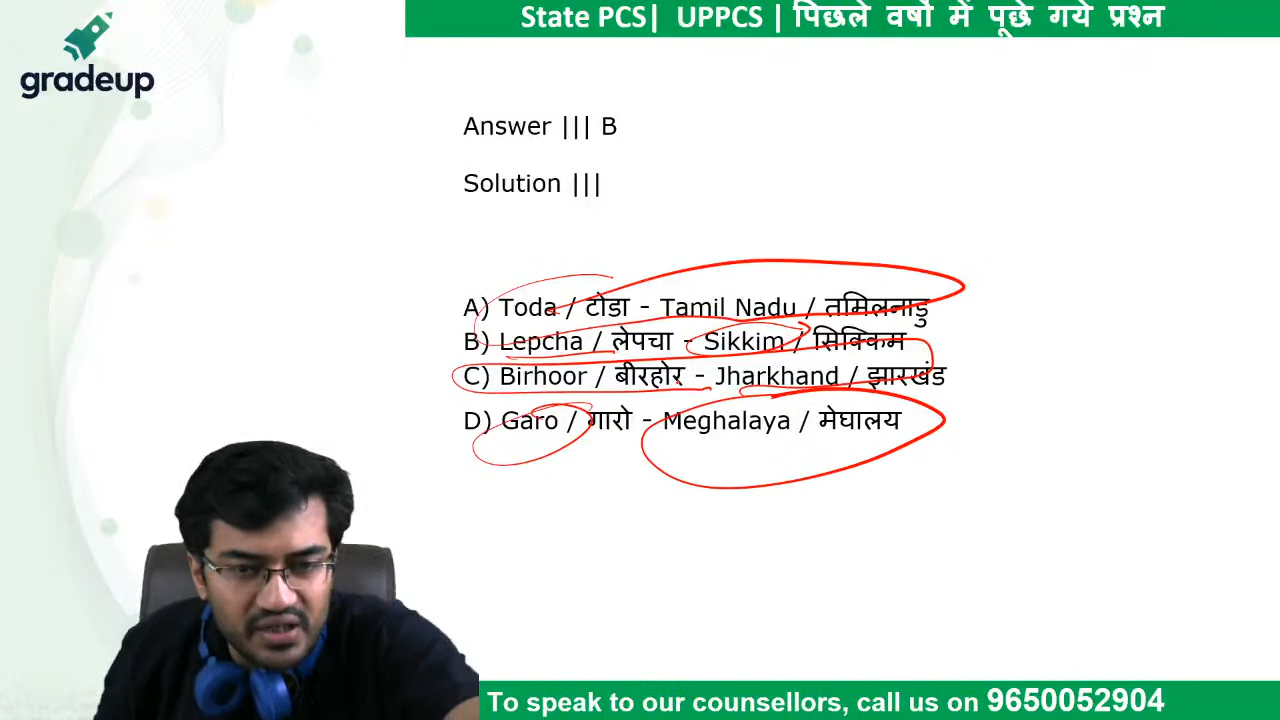 State PCS| UPPCS | पिछले वर्षो में पूछे गये प्रश्न
gradeup
Answer ||| B
Solution |||
A) Toda / टोडा - Tamil Nadu / तमिलनाडु
B) Lepcha / लेपचा - Sikkim / सिक्किम
C) Birhoor / बीरहोर - Jharkhand / झारखंड
D) Garo / गारो - Meghalaya / मेघालय
To speak to our counsellors, call us on 9650052904